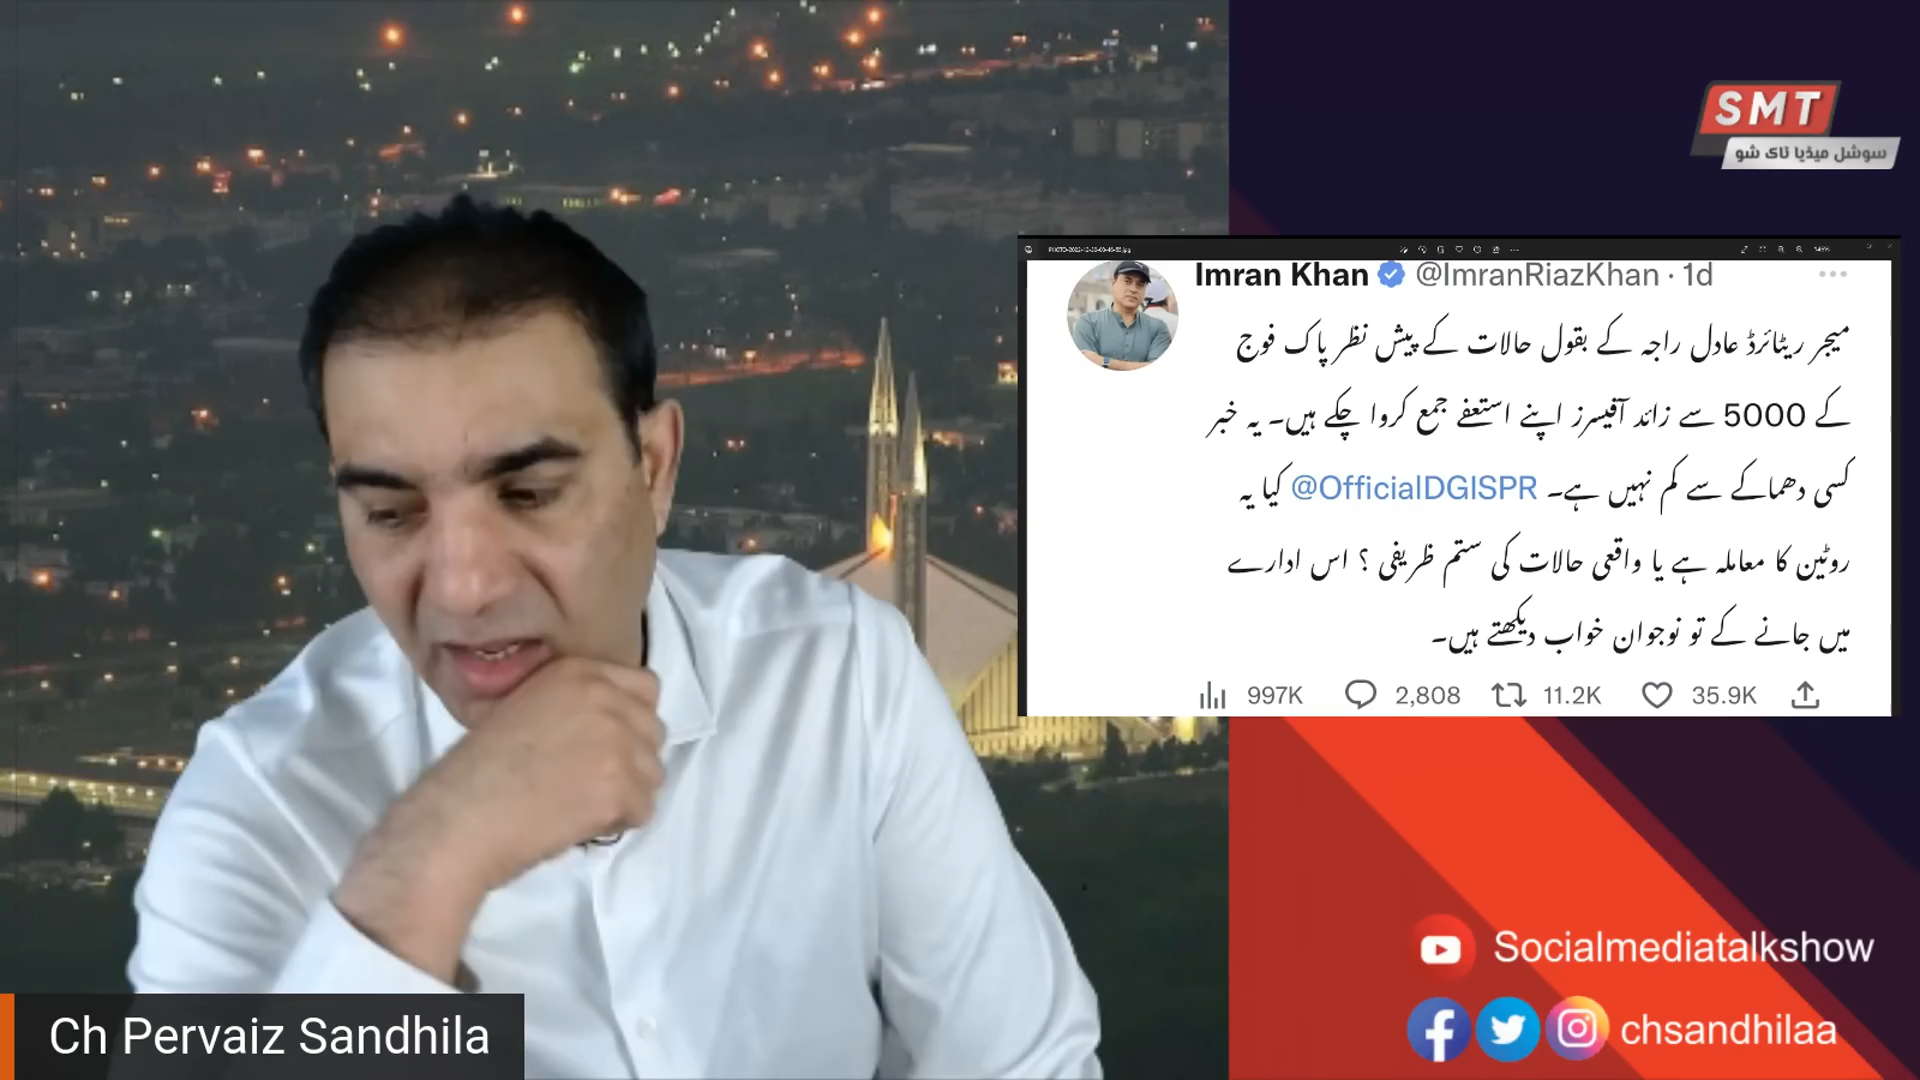 SMT
سوشل میڈیا ٹاک شو
Imran Khan @ImranRiazKhan · 1d
میجر ریٹائرڈ عادل راجہ کے بقول حالات کے پیش نظر پاک فوج
کے 5000 سے زائد آفیسرز اپنے استعفے جمع کروا چکے ہیں۔ یہ خبر
کسی دھماکے سے کم نہیں ہے۔ @OfficialDGISPR کیا یہ
روٹین کا معاملہ ہے یا واقعی حالات کی ستم ظریفی ؟ اس ادارے
میں جانے کے تو نوجوان خواب دیکھتے ہیں۔
997K 2,808 11.2K 35.9K
Socialmediatalkshow
chsandhilaa
Ch Pervaiz Sandhila